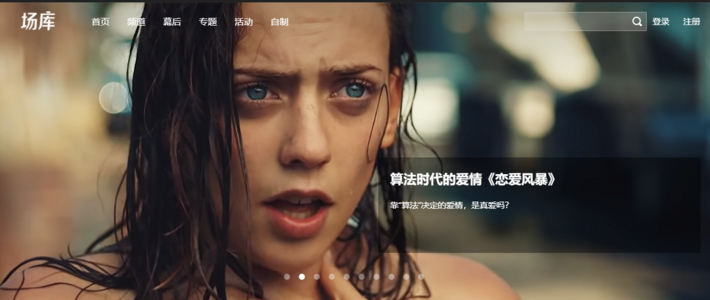 场库
首页 频道 幕后 专题 活动 自制
登录 注册
算法时代的爱情《恋爱风暴》
靠“算法”决定的爱情，是真爱吗？